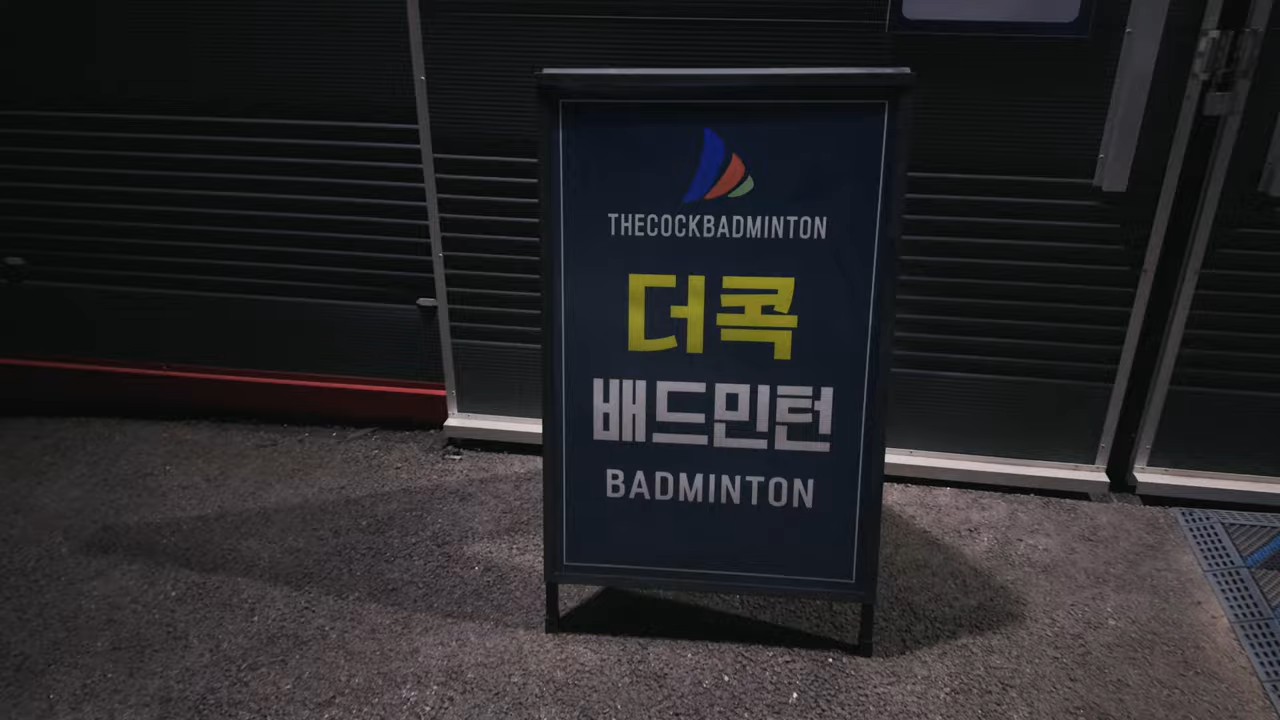 THECOCKBADMINTON
더콕
배드민턴
BADMINTON